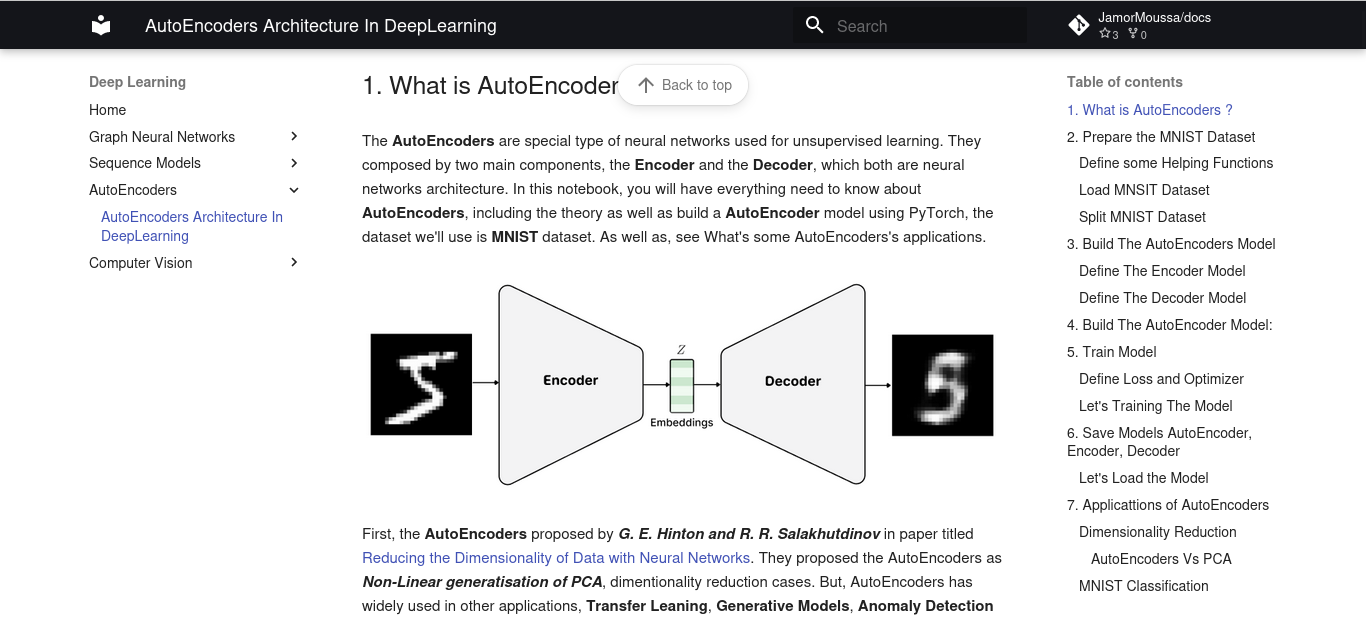 AutoEncoders Architecture In DeepLearning
Search
JamorMoussa/docs
3 0
Deep Learning
Home
Graph Neural Networks
Sequence Models
AutoEncoders
AutoEncoders Architecture In
DeepLearning
Computer Vision
1. What is AutoEncoder
Back to top
The AutoEncoders are special type of neural networks used for unsupervised learning. They
composed by two main components, the Encoder and the Decoder, which both are neural
networks architecture. In this notebook, you will have everything need to know about
AutoEncoders, including the theory as well as build a AutoEncoder model using PyTorch, the
dataset we'll use is MNIST dataset. As well as, see What's some AutoEncoders's applications.
Encoder
Z
Embeddings
Decoder
First, the AutoEncoders proposed by G. E. Hinton and R. R. Salakhutdinov in paper titled
Reducing the Dimensionality of Data with Neural Networks. They proposed the AutoEncoders as
Non-Linear generatisation of PCA, dimentionality reduction cases. But, AutoEncoders has
widely used in other applications, Transfer Leaning, Generative Models, Anomaly Detection
Table of contents
1. What is AutoEncoders ?
2. Prepare the MNIST Dataset
Define some Helping Functions
Load MNSIT Dataset
Split MNIST Dataset
3. Build The AutoEncoders Model
Define The Encoder Model
Define The Decoder Model
4. Build The AutoEncoder Model:
5. Train Model
Define Loss and Optimizer
Let's Training The Model
6. Save Models AutoEncoder,
Encoder, Decoder
Let's Load the Model
7. Applicattions of AutoEncoders
Dimensionality Reduction
AutoEncoders Vs PCA
MNIST Classification